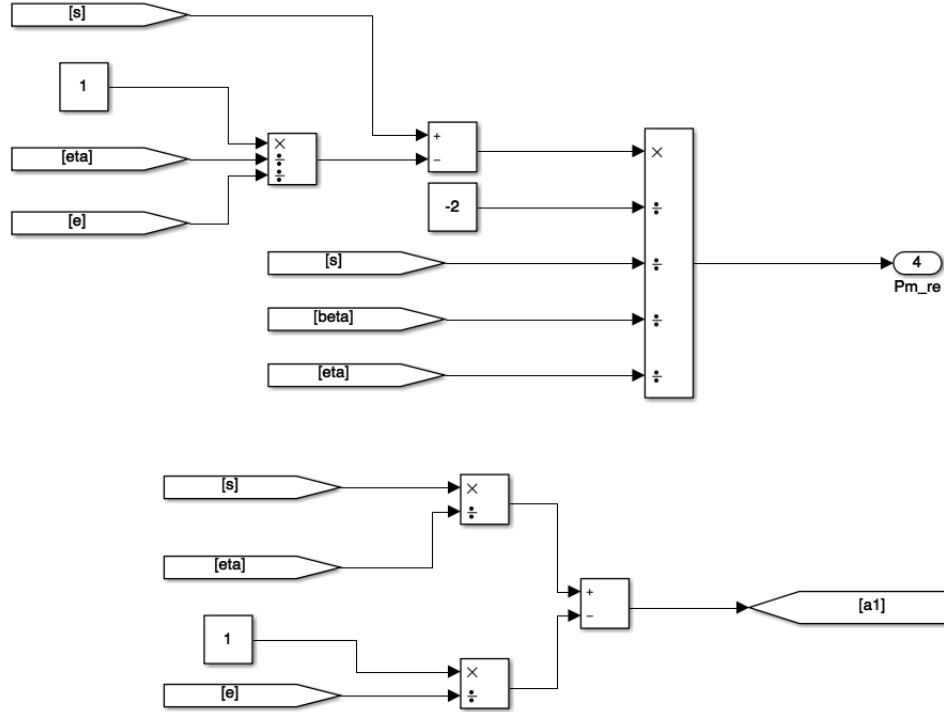 [s]
1
+
×
−
×
[eta]
÷
÷
-2
÷
[e]
[s]
÷
4
Pm_re
[beta]
÷
[eta]
÷
[s]
×
÷
[eta]
+
[a1]
−
1
×
[e]
÷